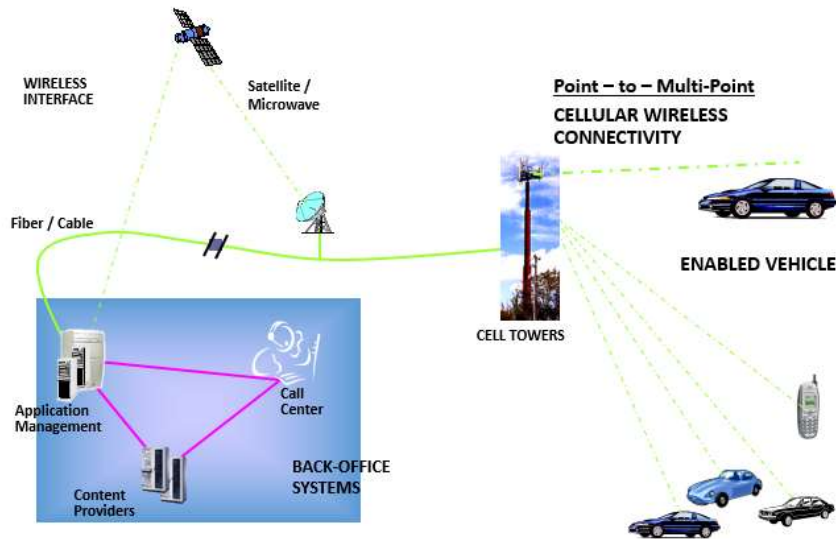 WIRELESS
INTERFACE
Satellite /
Microwave
Point – to – Multi-Point
CELLULAR WIRELESS
CONNECTIVITY
Fiber / Cable
ENABLED VEHICLE
CELL TOWERS
Application
Management
Call
Center
BACK-OFFICE
SYSTEMS
Content
Providers